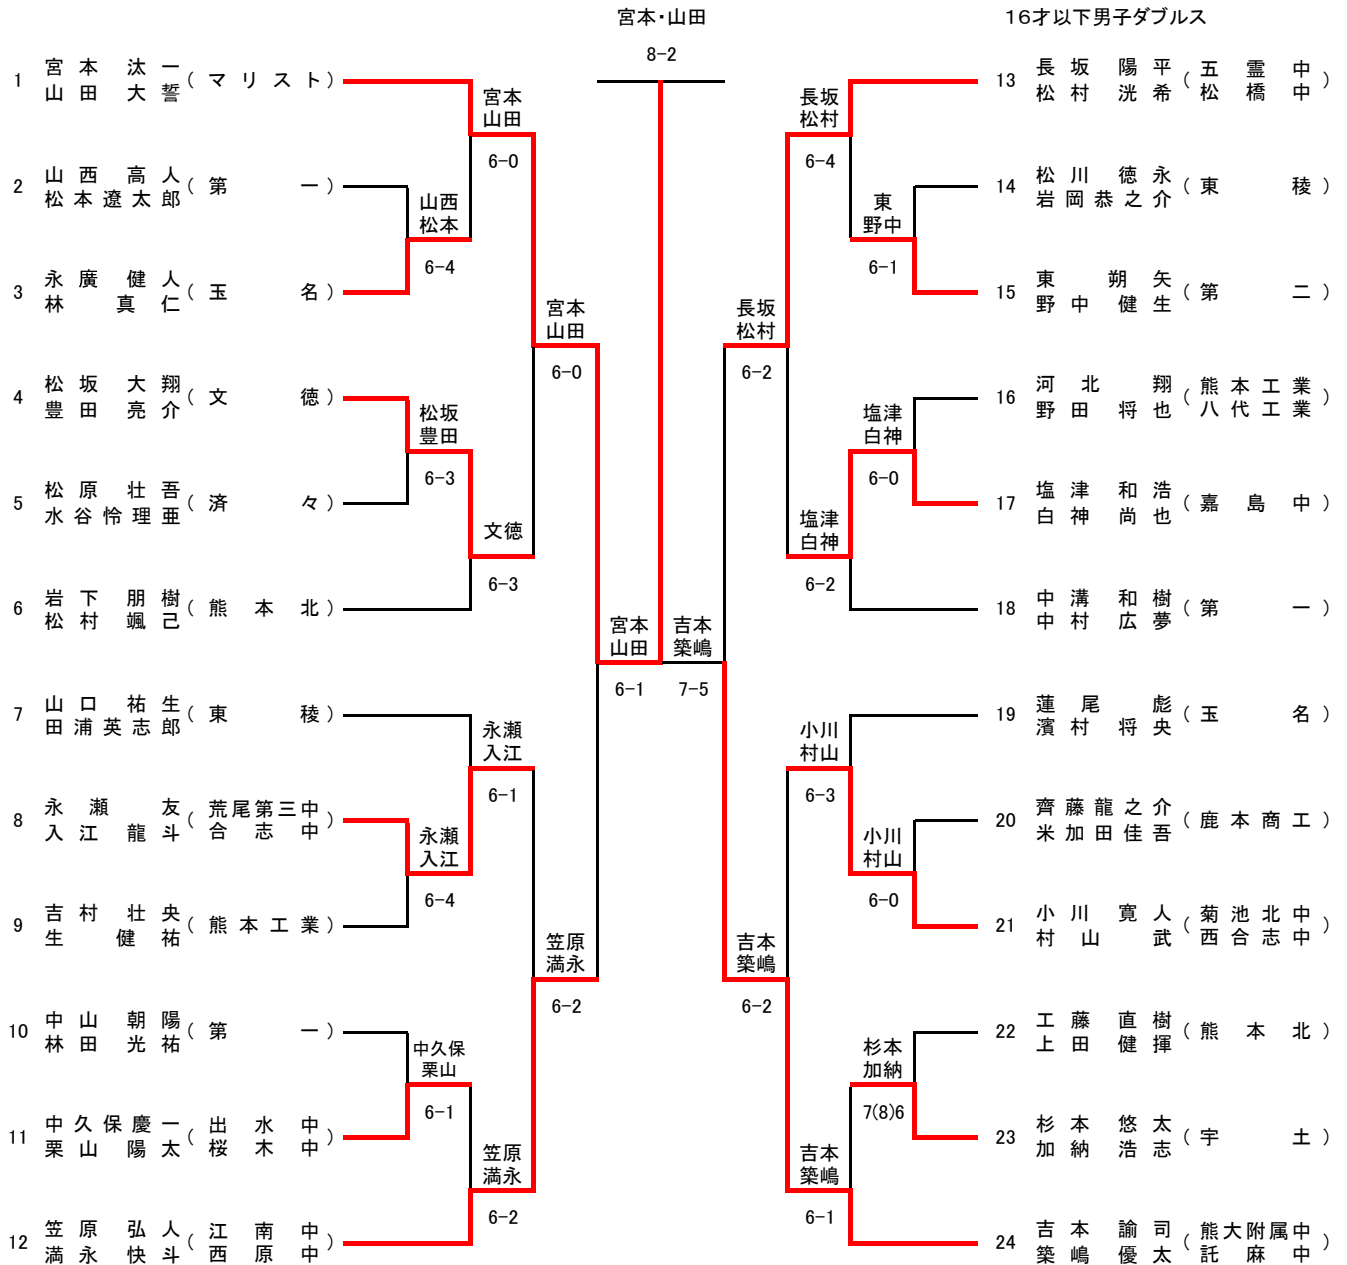 宮本・山田
16才以下男子ダブルス
8-2
1 宮本汰一 山田大誓 (マリスト)
2 山西高人 松本遼太郎 (第一)
3 永廣健人 林真仁 (玉名)
4 松坂大翔 豊田亮介 (文徳)
5 松原壮吾 水谷怜理亜 (済々)
6 岩下朋樹 松村颯己 (熊本北)
7 山口祐生 田浦英志郎 (東稜)
8 永瀬友 入江龍斗 (荒尾第三中 合志中)
9 吉村壮央 生健祐 (熊本工業)
10 中山朝陽 林田光祐 (第一)
11 中久保慶一 栗山陽太 (出水中 桜木中)
12 笠原弘人 満永快斗 (江南中 西原中)
山西
松本
6-4
松坂
豊田
6-3
永瀬
入江
6-4
中久保
栗山
6-1
宮本
山田
6-0
文徳
6-3
永瀬
入江
6-1
笠原
満永
6-2
宮本
山田
6-0
笠原
満永
6-2
宮本
山田
6-1
吉本
築嶋
7-5
長坂
松村
6-2
吉本
築嶋
6-2
長坂
松村
6-4
塩津
白神
6-2
小川
村山
6-3
吉本
築嶋
6-1
東
野中
6-1
塩津
白神
6-0
小川
村山
6-0
杉本
加納
7(8)6
13 長坂陽平 松村洸希 (五霊中 松橋中)
14 松川徳永 岩岡恭之介 (東稜)
15 東朔矢 野中健生 (第二)
16 河北翔 野田将也 (熊本工業 八代工業)
17 塩津和浩 白神尚也 (嘉島中)
18 中溝和樹 中村広夢 (第一)
19 蓮尾彪 濱村将央 (玉名)
20 齊藤龍之介 米加田佳吾 (鹿本商工)
21 小川寛人 村山武 (菊池北中 西合志中)
22 工藤直樹 上田健揮 (熊本北)
23 杉本悠太 加納浩志 (宇土)
24 吉本諭司 築嶋優太 (熊大附属中 託麻中)